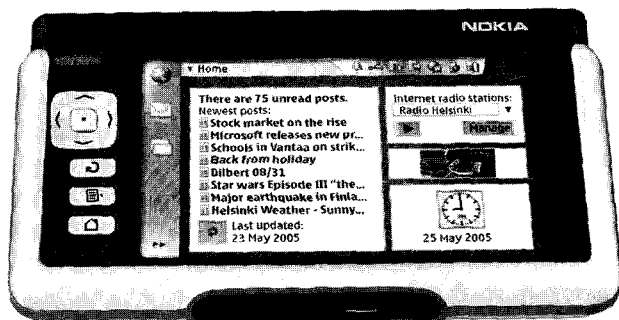 NOKIA
Home
There are 75 unread posts.
Newest posts:
Stock market on the rise
Microsoft releases new pr...
Schools in Vantaa on strik...
Back from holiday
Dilbert 08/31
Star wars Episode III "the...
Major earthquake in Finla...
Helsinki Weather - Sunny...
Last updated:
23 May 2005
Internet radio stations:
Radio Helsinki
Manage
25 May 2005